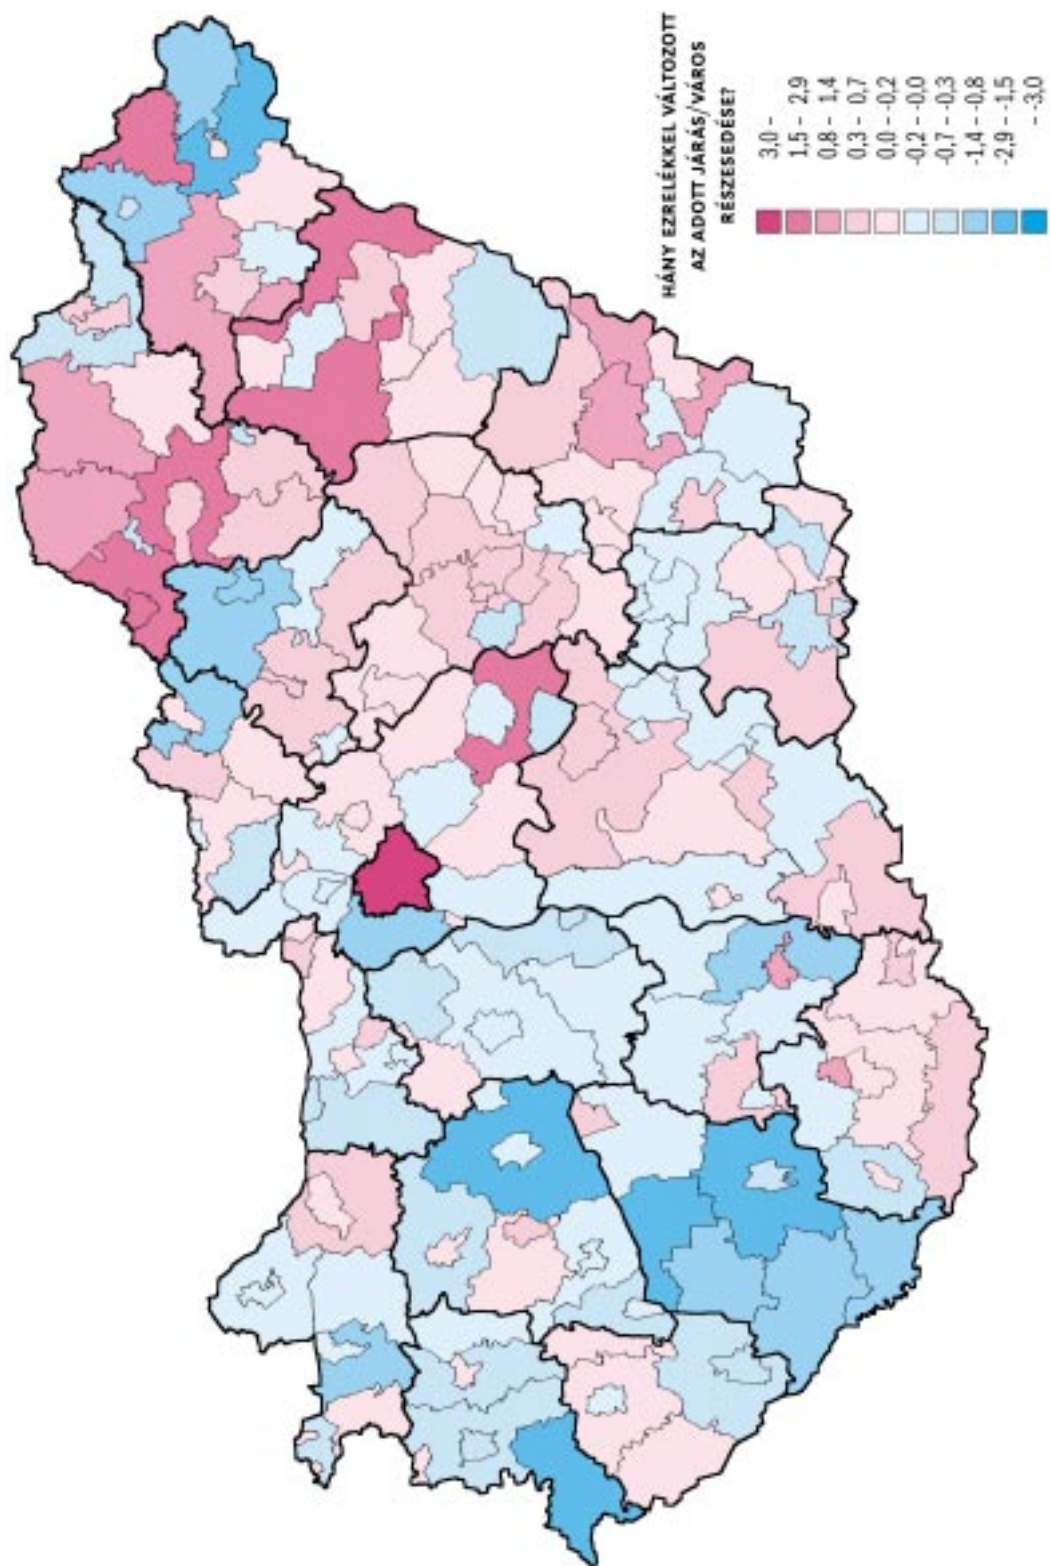 HÁNY EZRELÉKKEL VÁLTOZOTT
AZ ADOTT JÁRÁS/VÁROS
RÉSZESEDÉSE?
3,0 –
1,5 – 2,9
0,8 – 1,4
0,3 – 0,7
0,0 – 0,2
-0,2 – -0,0
-0,7 – -0,3
-1,4 – -0,8
-2,9 – -1,5
– -3,0